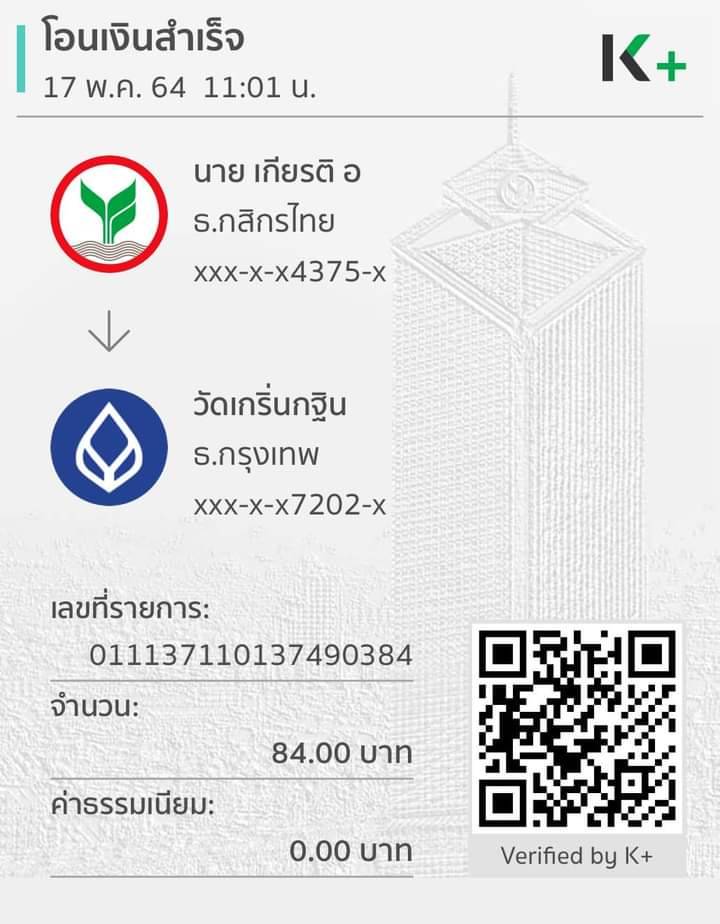 โอนเงินสำเร็จ
17 พ.ค. 64 11:01 น.
K+
นาย เกียรติ อ
ธ.กสิกรไทย
xxx-x-x4375-x
วัดเกริ่นกฐิน
ธ.กรุงเทพ
xxx-x-x7202-x
เลขที่รายการ:
011137110137490384
จำนวน:
84.00 บาท
ค่าธรรมเนียม:
0.00 บาท
Verified by K+